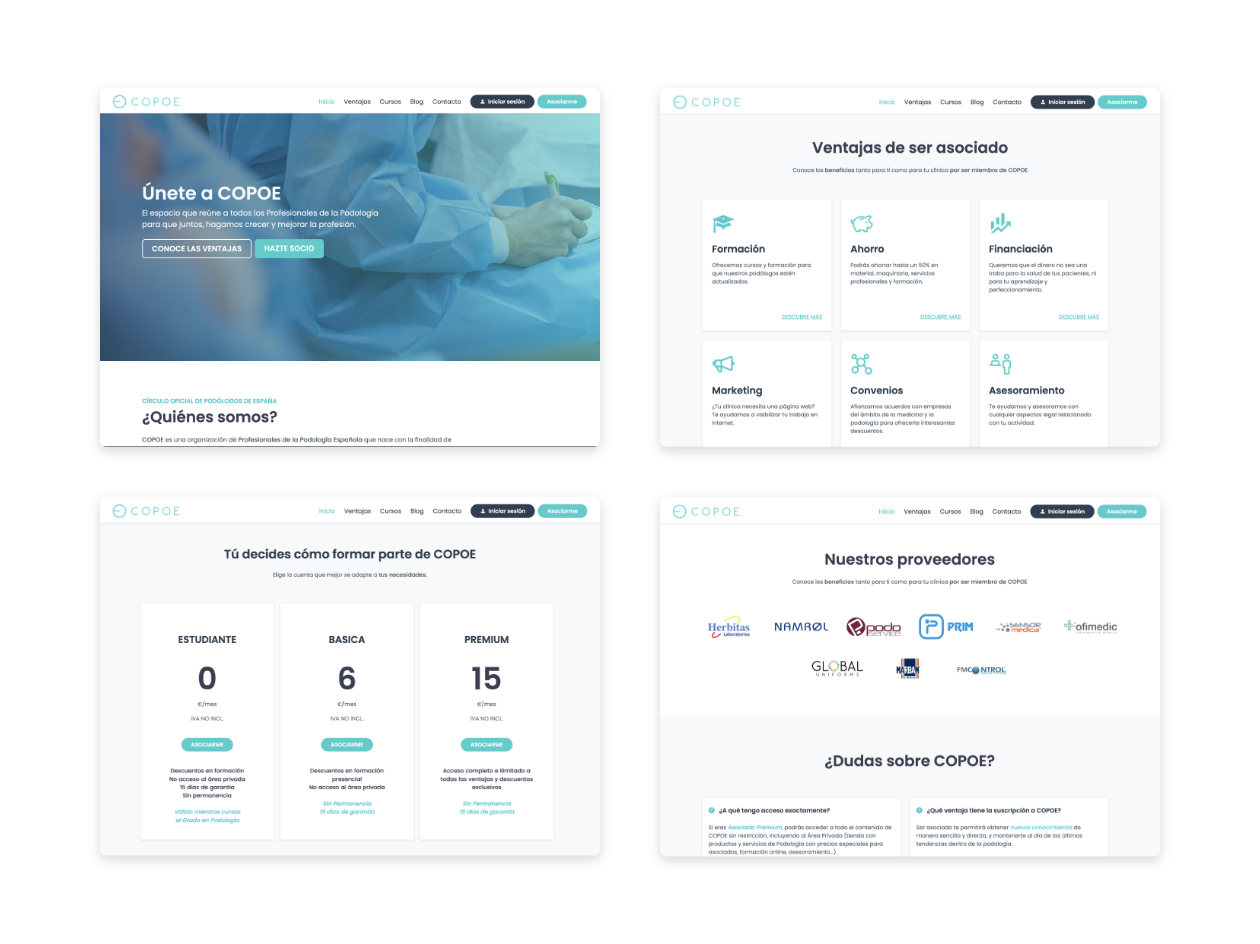 COPOE
Inicio Ventajas Cursos Blog Contacto Iniciar sesión Asociarme
Únete a COPOE
El espacio que reúne a todos los Profesionales de la Podología
para que juntos, hagamos crecer y mejorar la profesión.
CONOCE LAS VENTAJAS HAZTE SOCIO
CÍRCULO OFICIAL DE PODÓLOGOS DE ESPAÑA
¿Quiénes somos?
COPOE es una organización de Profesionales de la Podología Española que nace con la finalidad de
COPOE
Inicio Ventajas Cursos Blog Contacto Iniciar sesión Asociarme
Ventajas de ser asociado
Conoce los beneficios tanto para ti como para tu clínica por ser miembro de COPOE
Formación
Ofrecemos cursos y formación para
que nuestros podólogos estén
actualizados.
DESCUBRE MÁS
Ahorro
Podrás ahorrar hasta un 50% en
material, maquinaria, servicios
profesionales y formación.
DESCUBRE MÁS
Financiación
Queremos que el dinero no sea una
traba para la salud de tus pacientes, ni
para tu aprendizaje y
perfeccionamiento.
DESCUBRE MÁS
Marketing
¿Tu clínica necesita una página web?
Te ayudamos a visibilizar tu trabajo en
internet.
Convenios
Afianzamos acuerdos con empresas
del ámbito de la medicina y la
podología para ofrecerte interesantes
descuentos.
Asesoramiento
Te ayudamos y asesoramos con
cualquier aspectos legal relacionado
con tu actividad.
COPOE
Inicio Ventajas Cursos Blog Contacto Iniciar sesión Asociarme
Tú decides cómo formar parte de COPOE
Elige la cuenta que mejor se adapte a tus necesidades.
ESTUDIANTE
0
€/mes
IVA NO INCL.
ASOCIARME
Descuentos en formación
No acceso al área privada
15 días de garantía
Sin permanencia
Válido mientras cursas
el Grado en Podología
BASICA
6
€/mes
IVA NO INCL.
ASOCIARME
Descuentos en formación
presencial
No acceso al área privada
Sin Permanencia
15 días de garantía
PREMIUM
15
€/mes
IVA NO INCL.
ASOCIARME
Acceso completo e ilimitado a
todas las ventajas y descuentos
exclusivos
Sin Permanencia
15 días de garantía
COPOE
Inicio Ventajas Cursos Blog Contacto Iniciar sesión Asociarme
Nuestros proveedores
Conoce los beneficios tanto para ti como para tu clínica por ser miembro de COPOE
Herbitas
Laboratorios
NAMROL
podo
service
PRIM
SENSOR
medica
ofimedic
GLOBAL
UNIFORMS
MARBAN
FMCONTROL
¿Dudas sobre COPOE?
¿A qué tengo acceso exactamente?
Si eres Asociado Premium, podrás acceder a todo el contenido de
COPOE sin restricción, incluyendo al Área Privada (tienda con
productos y servicios de Podología con precios especiales para
asociados, formación online, asesoramiento...).
¿Qué ventaja tiene la suscripción a COPOE?
Ser asociado te permitirá obtener nuevos conocimientos de
manera sencilla y directa, y mantenerte al día de las últimas
tendencias dentro de la podología.